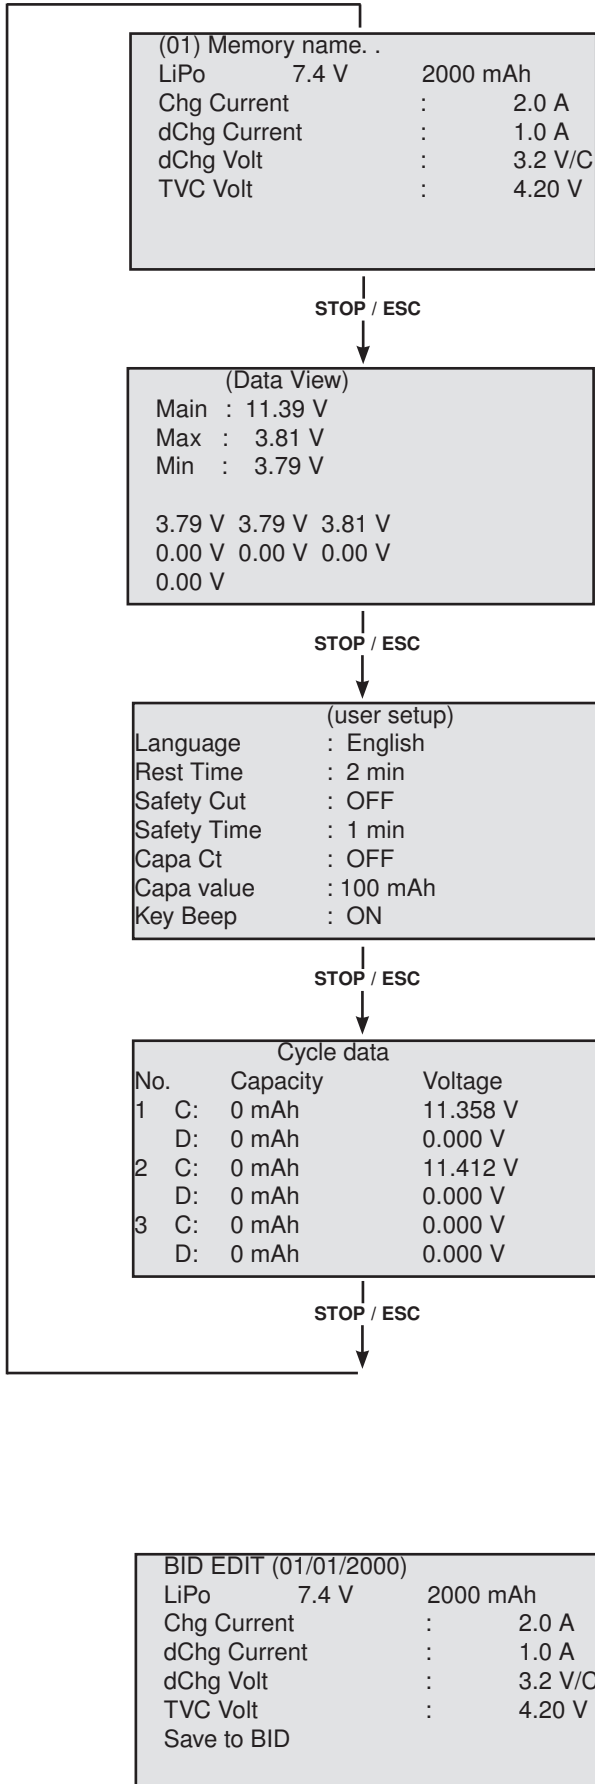 (01) Memory name. .
LiPo 7.4 V 2000 mAh
Chg Current : 2.0 A
dChg Current : 1.0 A
dChg Volt : 3.2 V/C
TVC Volt : 4.20 V
STOP / ESC
(Data View)
Main : 11.39 V
Max : 3.81 V
Min : 3.79 V
3.79 V 3.79 V 3.81 V
0.00 V 0.00 V 0.00 V
0.00 V
STOP / ESC
(user setup)
Language : English
Rest Time : 2 min
Safety Cut : OFF
Safety Time : 1 min
Capa Ct : OFF
Capa value : 100 mAh
Key Beep : ON
STOP / ESC
Cycle data
No. Capacity Voltage
1 C: 0 mAh 11.358 V
D: 0 mAh 0.000 V
2 C: 0 mAh 11.412 V
D: 0 mAh 0.000 V
3 C: 0 mAh 0.000 V
D: 0 mAh 0.000 V
STOP / ESC
BID EDIT (01/01/2000)
LiPo 7.4 V 2000 mAh
Chg Current : 2.0 A
dChg Current : 1.0 A
dChg Volt : 3.2 V/C
TVC Volt : 4.20 V
Save to BID